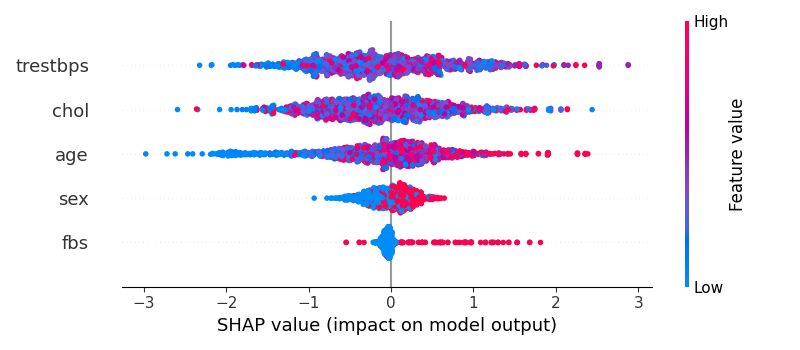 High
trestbps
chol
age
sex
fbs
Feature value
Low
−3 −2 −1 0 1 2 3
SHAP value (impact on model output)